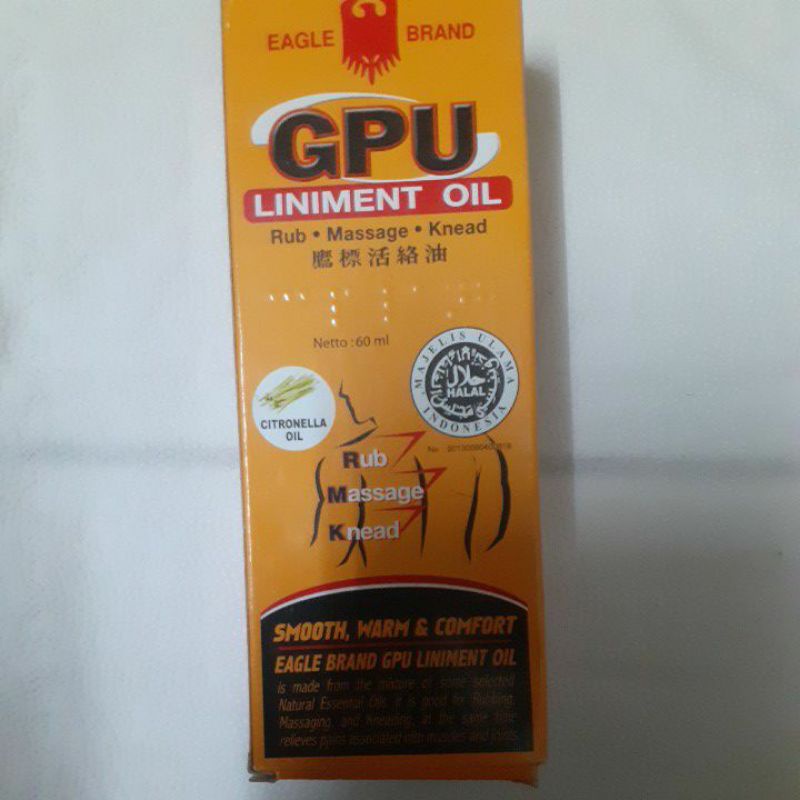 EAGLE BRAND
GPU
LINIMENT OIL
Rub • Massage • Knead
鷹標活絡油
Netto : 60 ml
MAJELIS ULAMA INDONESIA
حلال
HALAL
CITRONELLA
OIL
Rub
Massage
Knead
SMOOTH, WARM & COMFORT
EAGLE BRAND GPU LINIMENT OIL
is made from the mixture of some selected
Natural Essential Oils, it is good for Rubbing,
Massaging, and Kneading, at the same time
relieves pains associated with muscles and joints